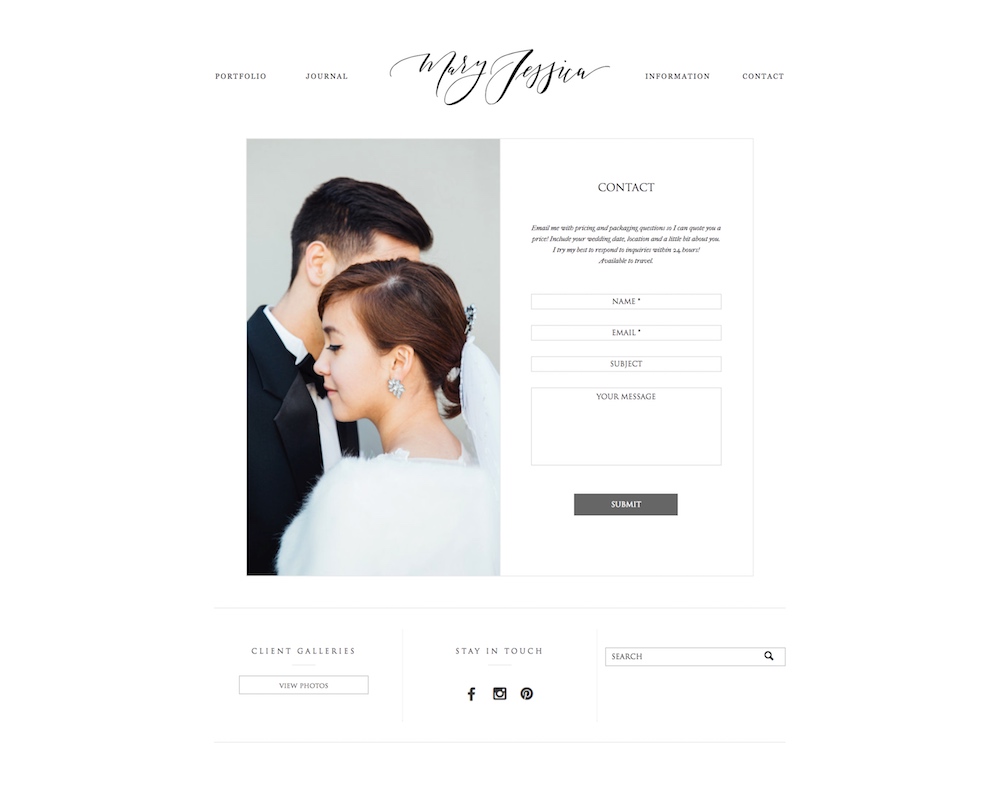 PORTFOLIO
JOURNAL
Mary Jessica
INFORMATION
CONTACT
CONTACT
Email me with pricing and packaging questions so I can quote you a
price! Include your wedding date, location and a little bit about you.
I try my best to respond to inquiries within 24 hours!
Available to travel.
NAME *
EMAIL *
SUBJECT
YOUR MESSAGE
SUBMIT
CLIENT GALLERIES
VIEW PHOTOS
STAY IN TOUCH
SEARCH